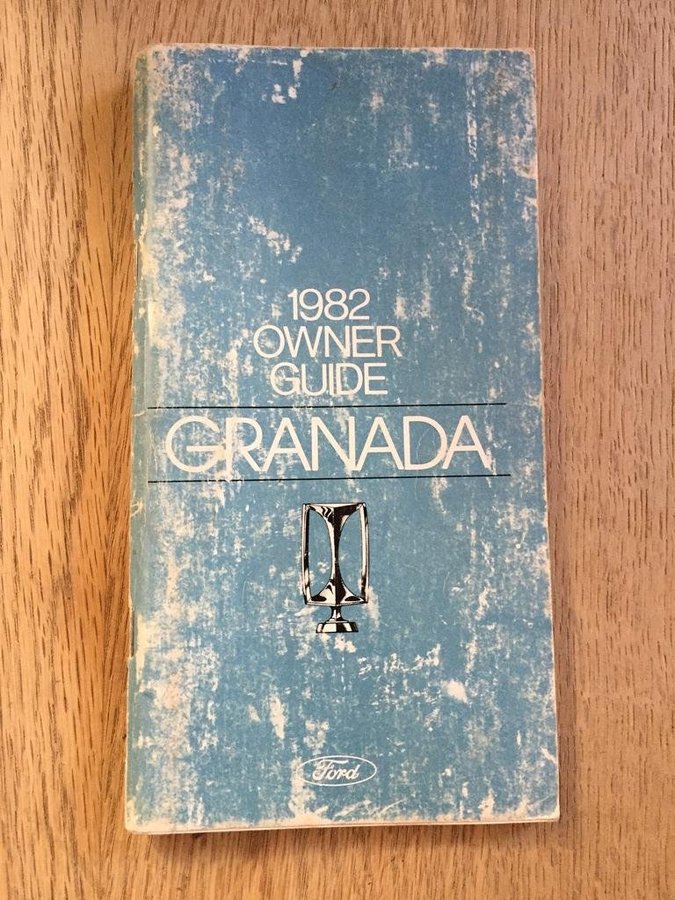 1982
OWNER
GUIDE
GRANADA
Ford